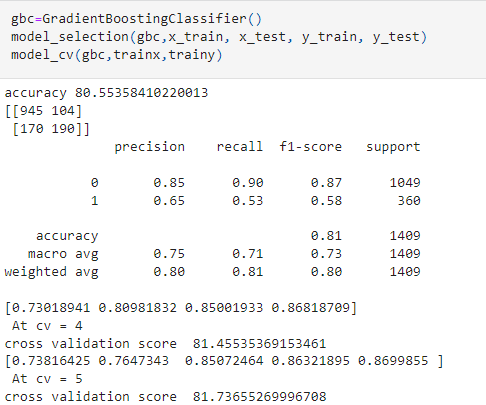 gbc=GradientBoostingClassifier()
model_selection(gbc,x_train, x_test, y_train, y_test)
model_cv(gbc,trainx,trainy)
accuracy 80.55358410220013
[[945 104]
 [170 190]]
              precision    recall  f1-score   support

           0       0.85      0.90      0.87      1049
           1       0.65      0.53      0.58       360

    accuracy                           0.81      1409
   macro avg       0.75      0.71      0.73      1409
weighted avg       0.80      0.81      0.80      1409

[0.73018941 0.80981832 0.85001933 0.86818709]
 At cv = 4
cross validation score  81.45535369153461
[0.73816425 0.7647343  0.85072464 0.86321895 0.8699855 ]
 At cv = 5
cross validation score  81.73655269996708